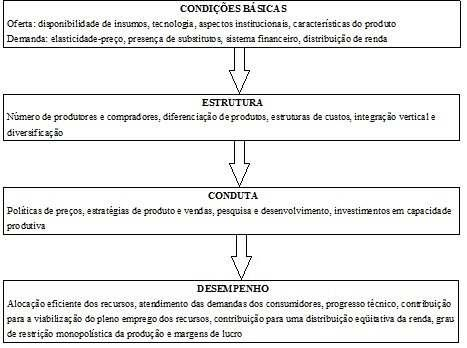 CONDIÇÕES BÁSICAS
Oferta: disponibilidade de insumos, tecnologia, aspectos institucionais, características do produto
Demanda: elasticidade-preço, presença de substitutos, sistema financeiro, distribuição de renda
ESTRUTURA
Número de produtores e compradores, diferenciação de produtos, estruturas de custos, integração vertical e
diversificação
CONDUTA
Políticas de preços, estratégias de produto e vendas, pesquisa e desenvolvimento, investimentos em capacidade
produtiva
DESEMPENHO
Alocação eficiente dos recursos, atendimento das demandas dos consumidores, progresso técnico, contribuição
para a viabilização do pleno emprego dos recursos, contribuição para uma distribuição eqüitativa da renda, grau
de restrição monopolística da produção e margens de lucro